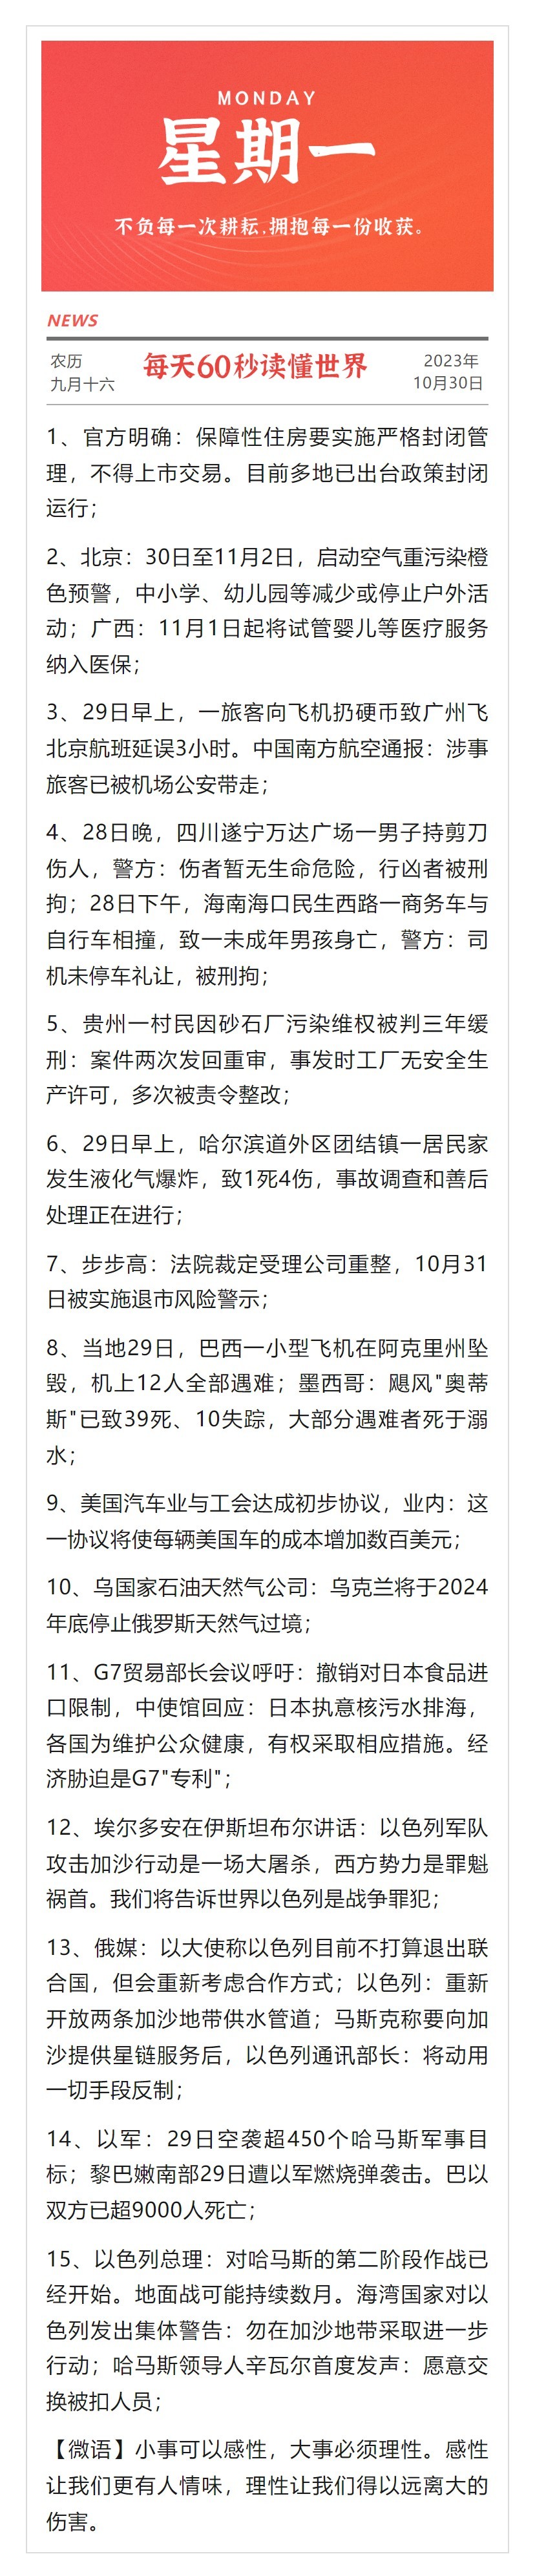 MONDAY
星期一
不负每一次耕耘,拥抱每一份收获。
NEWS
农历
九月十六
每天60秒读懂世界
2023年
10月30日
1、官方明确：保障性住房要实施严格封闭管
理，不得上市交易。目前多地已出台政策封闭
运行；
2、北京：30日至11月2日，启动空气重污染橙
色预警，中小学、幼儿园等减少或停止户外活
动；广西：11月1日起将试管婴儿等医疗服务
纳入医保；
3、29日早上，一旅客向飞机扔硬币致广州飞
北京航班延误3小时。中国南方航空通报：涉事
旅客已被机场公安带走；
4、28日晚，四川遂宁万达广场一男子持剪刀
伤人，警方：伤者暂无生命危险，行凶者被刑
拘；28日下午，海南海口民生西路一商务车与
自行车相撞，致一未成年男孩身亡，警方：司
机未停车礼让，被刑拘；
5、贵州一村民因砂石厂污染维权被判三年缓
刑：案件两次发回重审，事发时工厂无安全生
产许可，多次被责令整改；
6、29日早上，哈尔滨道外区团结镇一居民家
发生液化气爆炸，致1死4伤，事故调查和善后
处理正在进行；
7、步步高：法院裁定受理公司重整，10月31
日被实施退市风险警示；
8、当地29日，巴西一小型飞机在阿克里州坠
毁，机上12人全部遇难；墨西哥：飓风"奥蒂
斯"已致39死、10失踪，大部分遇难者死于溺
水；
9、美国汽车业与工会达成初步协议，业内：这
一协议将使每辆美国车的成本增加数百美元；
10、乌国家石油天然气公司：乌克兰将于2024
年底停止俄罗斯天然气过境；
11、G7贸易部长会议呼吁：撤销对日本食品进
口限制，中使馆回应：日本执意核污水排海，
各国为维护公众健康，有权采取相应措施。经
济胁迫是G7"专利"；
12、埃尔多安在伊斯坦布尔讲话：以色列军队
攻击加沙行动是一场大屠杀，西方势力是罪魁
祸首。我们将告诉世界以色列是战争罪犯；
13、俄媒：以大使称以色列目前不打算退出联
合国，但会重新考虑合作方式；以色列：重新
开放两条加沙地带供水管道；马斯克称要向加
沙提供星链服务后，以色列通讯部长：将动用
一切手段反制；
14、以军：29日空袭超450个哈马斯军事目
标；黎巴嫩南部29日遭以军燃烧弹袭击。巴以
双方已超9000人死亡；
15、以色列总理：对哈马斯的第二阶段作战已
经开始。地面战可能持续数月。海湾国家对以
色列发出集体警告：勿在加沙地带采取进一步
行动；哈马斯领导人辛瓦尔首度发声：愿意交
换被扣人员；
【微语】小事可以感性，大事必须理性。感性
让我们更有人情味，理性让我们得以远离大的
伤害。